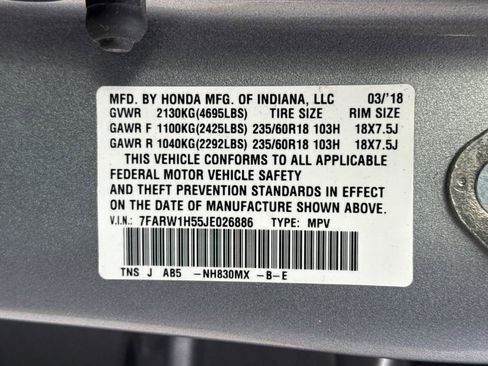 MFD. BY HONDA MFG. OF INDIANA, LLC 03/'18
GVWR 2130KG(4695LBS) TIRE SIZE RIM SIZE
GAWR F 1100KG(2425LBS) 235/60R18 103H 18X7.5J
GAWR R 1040KG(2292LBS) 235/60R18 103H 18X7.5J
THIS VEHICLE CONFORMS TO ALL APPLICABLE
FEDERAL MOTOR VEHICLE SAFETY
AND THEFT PREVENTION STANDARDS IN EFFECT
ON THE DATE OF MANUFACTURE SHOWN ABOVE.
V.I.N.: 7FARW1H55JE026886 TYPE: MPV
TNS J AB5 -NH830MX -B-E